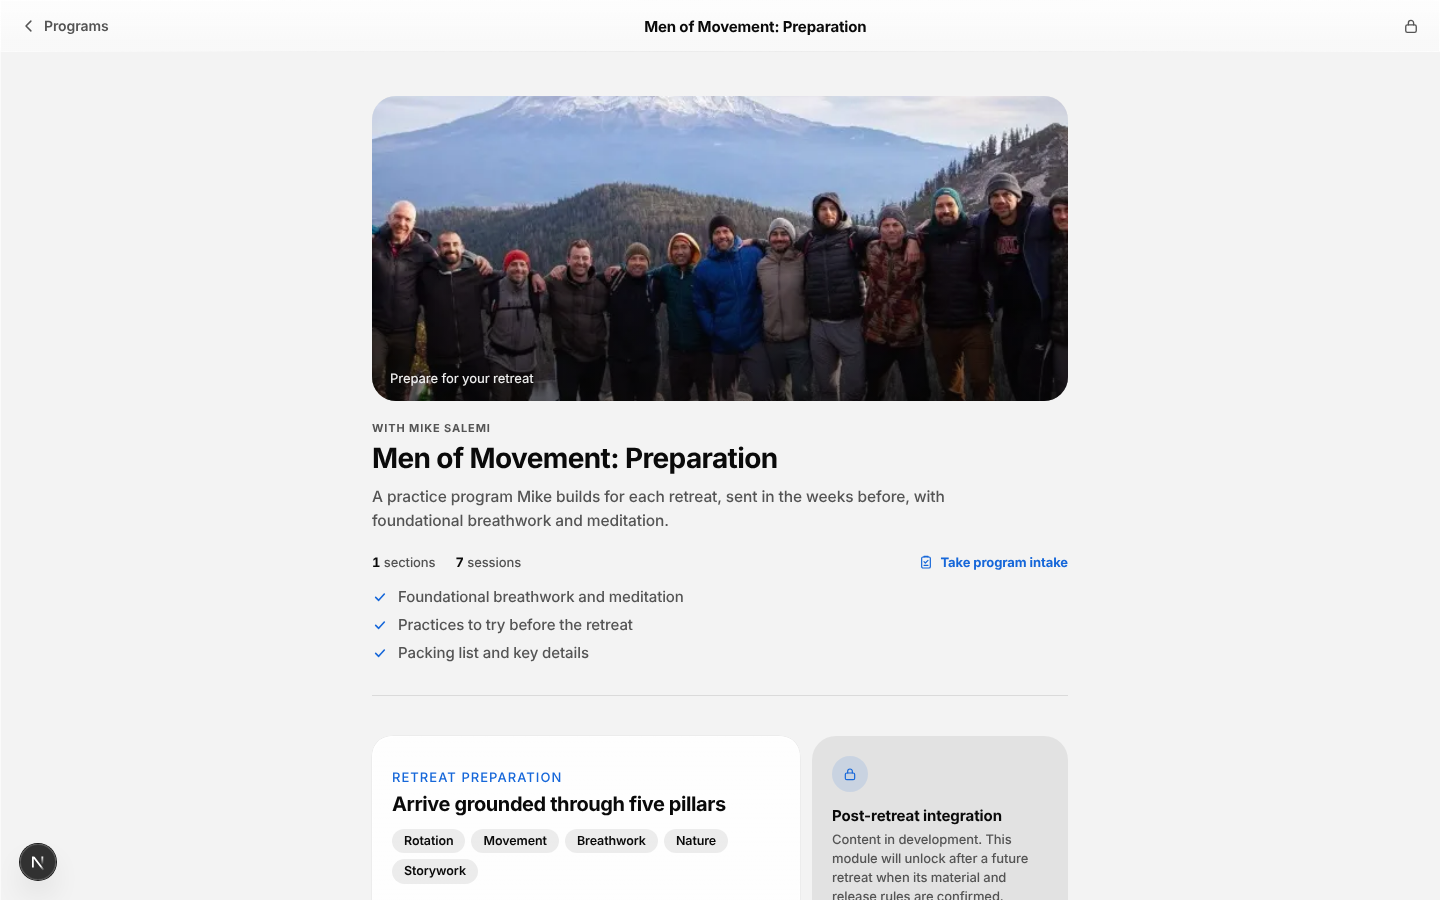 Programs
Men of Movement: Preparation
Prepare for your retreat
WITH MIKE SALEMI
Men of Movement: Preparation
A practice program Mike builds for each retreat, sent in the weeks before, with
foundational breathwork and meditation.
1 sections 7 sessions
Take program intake
Foundational breathwork and meditation
Practices to try before the retreat
Packing list and key details
RETREAT PREPARATION
Arrive grounded through five pillars
Rotation Movement Breathwork Nature
Storywork
Post-retreat integration
Content in development. This
module will unlock after a future
retreat when its material and
release rules are confirmed.
N